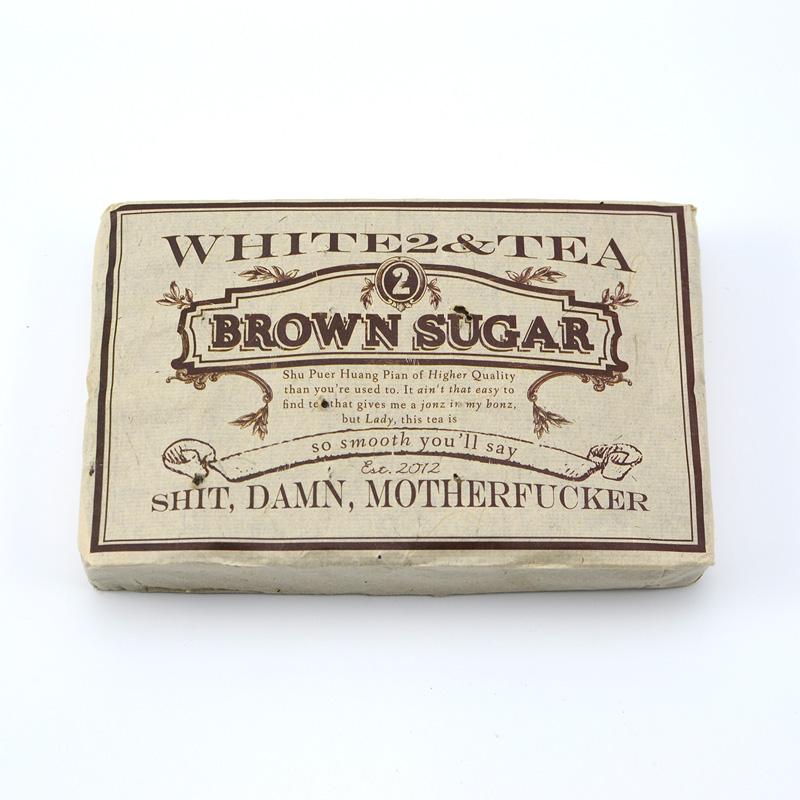 WHITE2&TEA
2
BROWN SUGAR
Shu Puer Huang Pian of Higher Quality
than you're used to. It ain't that easy to
find tea that gives me a jonz in my bonz,
but Lady, this tea is
so smooth you'll say
Est. 2012
SHIT, DAMN, MOTHERFUCKER